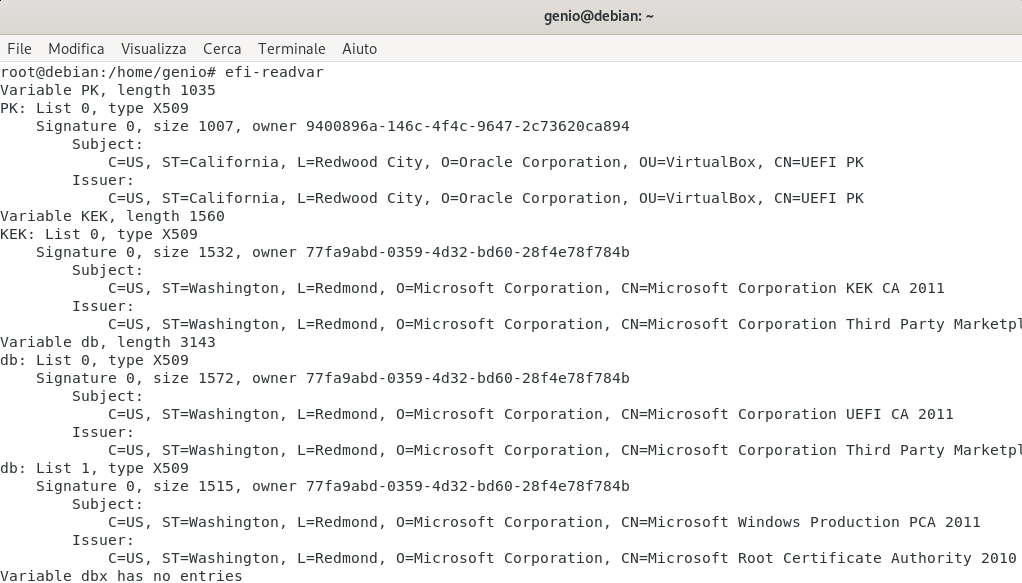 genio@debian: ~
File Modifica Visualizza Cerca Terminale Aiuto
root@debian:/home/genio# efi-readvar
Variable PK, length 1035
PK: List 0, type X509
    Signature 0, size 1007, owner 9400896a-146c-4f4c-9647-2c73620ca894
        Subject:
            C=US, ST=California, L=Redwood City, O=Oracle Corporation, OU=VirtualBox, CN=UEFI PK
        Issuer:
            C=US, ST=California, L=Redwood City, O=Oracle Corporation, OU=VirtualBox, CN=UEFI PK
Variable KEK, length 1560
KEK: List 0, type X509
    Signature 0, size 1532, owner 77fa9abd-0359-4d32-bd60-28f4e78f784b
        Subject:
            C=US, ST=Washington, L=Redmond, O=Microsoft Corporation, CN=Microsoft Corporation KEK CA 2011
        Issuer:
            C=US, ST=Washington, L=Redmond, O=Microsoft Corporation, CN=Microsoft Corporation Third Party Marketpl
Variable db, length 3143
db: List 0, type X509
    Signature 0, size 1572, owner 77fa9abd-0359-4d32-bd60-28f4e78f784b
        Subject:
            C=US, ST=Washington, L=Redmond, O=Microsoft Corporation, CN=Microsoft Corporation UEFI CA 2011
        Issuer:
            C=US, ST=Washington, L=Redmond, O=Microsoft Corporation, CN=Microsoft Corporation Third Party Marketpl
db: List 1, type X509
    Signature 0, size 1515, owner 77fa9abd-0359-4d32-bd60-28f4e78f784b
        Subject:
            C=US, ST=Washington, L=Redmond, O=Microsoft Corporation, CN=Microsoft Windows Production PCA 2011
        Issuer:
            C=US, ST=Washington, L=Redmond, O=Microsoft Corporation, CN=Microsoft Root Certificate Authority 2010
Variable dbx has no entries